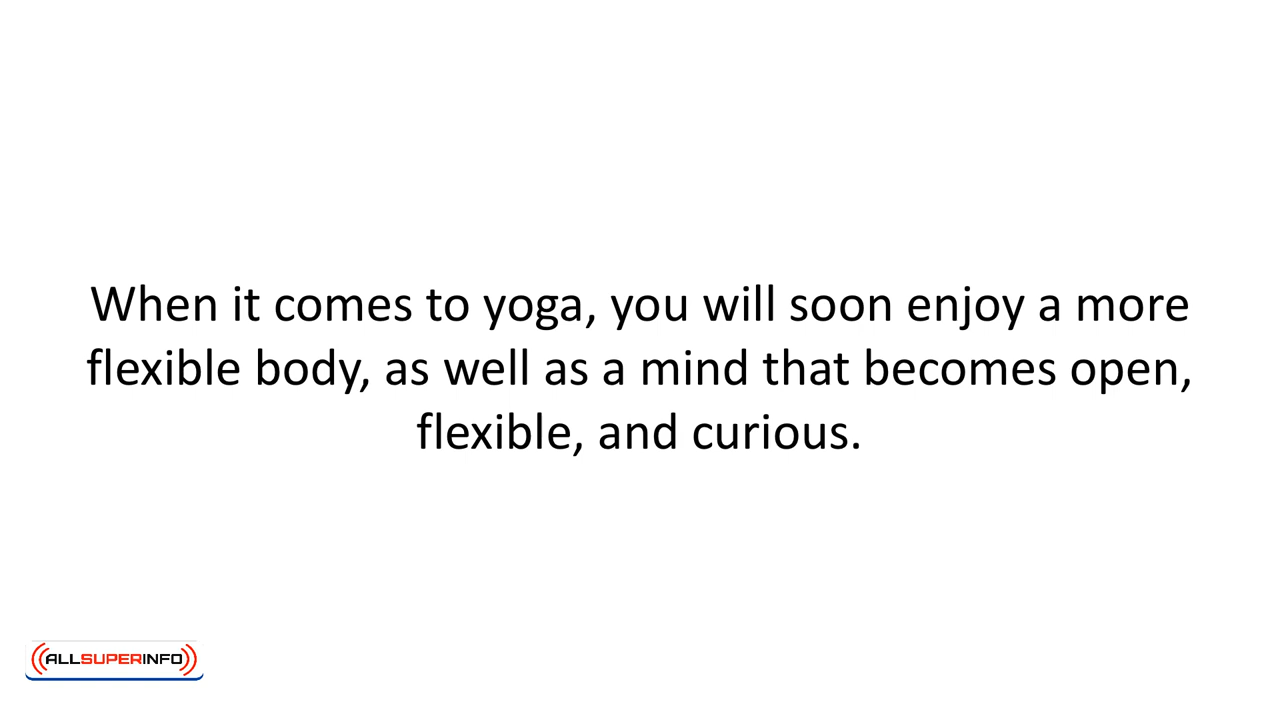 When it comes to yoga, you will soon enjoy a more
flexible body, as well as a mind that becomes open,
flexible, and curious.
ALLSUPERINFO